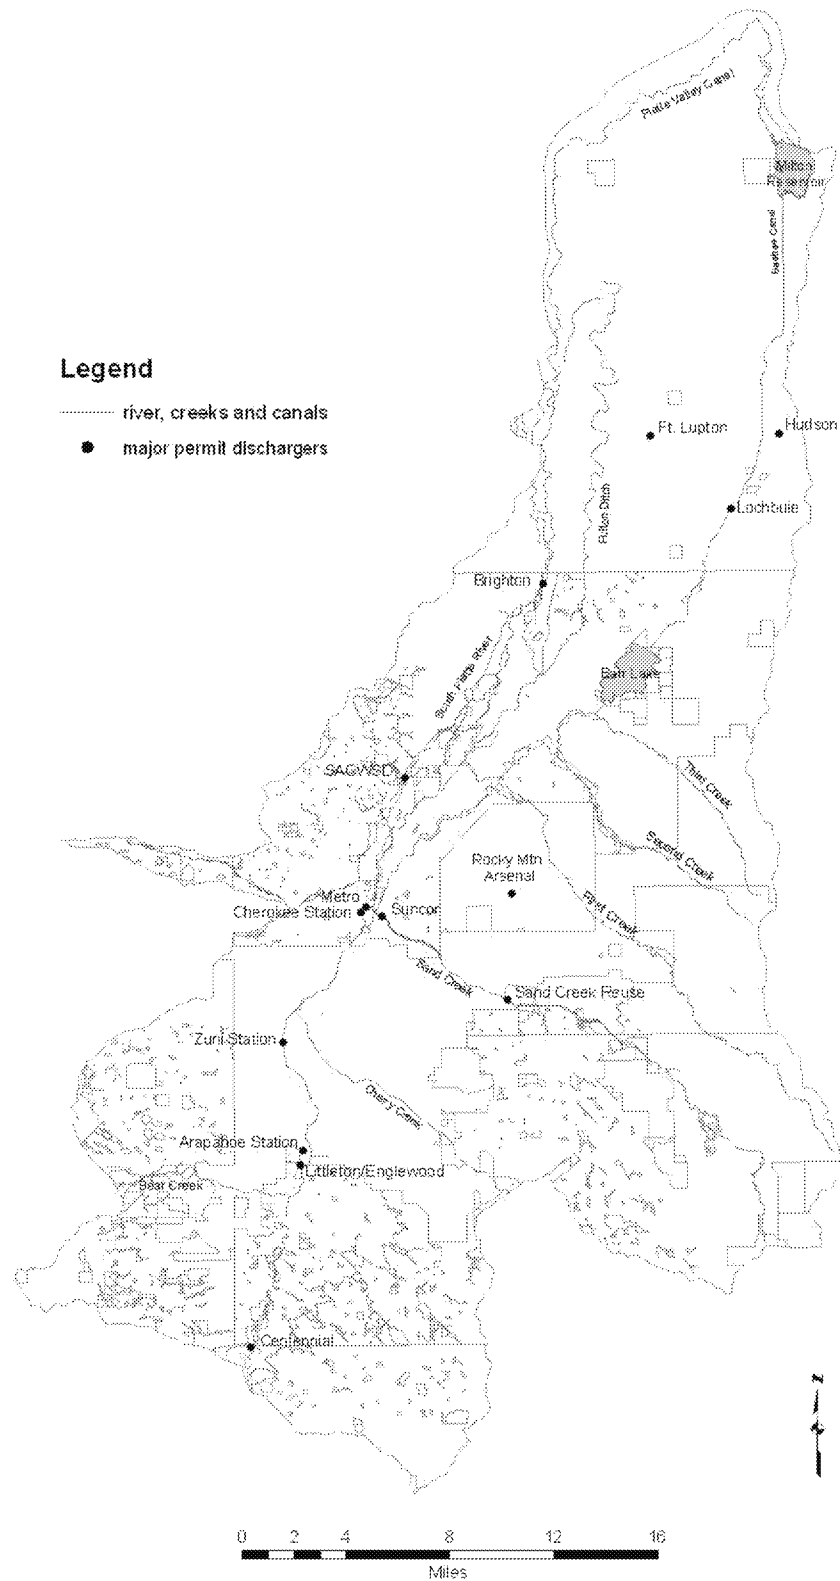 Platte Valley Canal
Milton
Reservoir
Legend
river, creeks and canals
major permit dischargers
Ft. Lupton
Hudson
Lochbuie
Fulton Ditch
Brighton
South Platte River
Barr Lake
SACWSD
Third Creek
Second Creek
Rocky Mtn
Arsenal
First Creek
Metro
Cherokee Station
Suncor
Sand Creek
Sand Creek Reuse
Zuni Station
Cherry Creek
Arapahoe Station
Littleton/Englewood
Bear Creek
Centennial
z
0 2 4 8 12 16
Miles